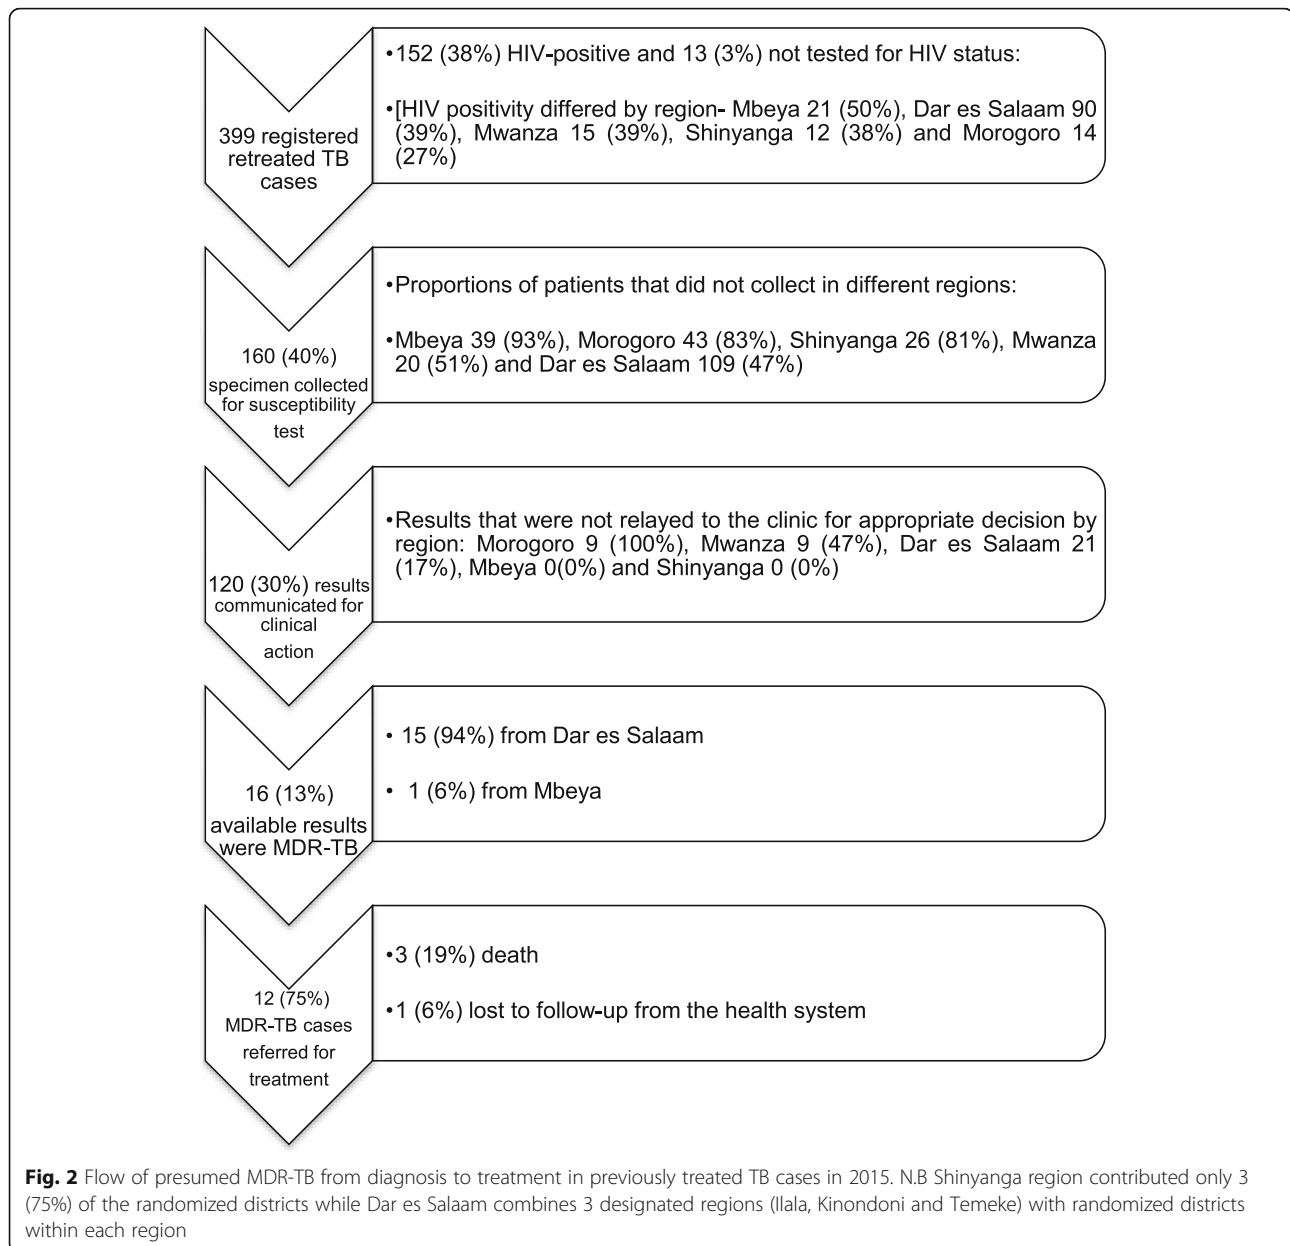 399 registered
retreated TB
cases
•152 (38%) HIV-positive and 13 (3%) not tested for HIV status:
•[HIV positivity differed by region- Mbeya 21 (50%), Dar es Salaam 90
(39%), Mwanza 15 (39%), Shinyanga 12 (38%) and Morogoro 14
(27%)
160 (40%)
specimen collected
for susceptibility
test
•Proportions of patients that did not collect in different regions:
•Mbeya 39 (93%), Morogoro 43 (83%), Shinyanga 26 (81%), Mwanza
20 (51%) and Dar es Salaam 109 (47%)
120 (30%) results
communicated for
clinical
action
•Results that were not relayed to the clinic for appropriate decision by
region: Morogoro 9 (100%), Mwanza 9 (47%), Dar es Salaam 21
(17%), Mbeya 0(0%) and Shinyanga 0 (0%)
16 (13%)
available results
were MDR-TB
• 15 (94%) from Dar es Salaam
• 1 (6%) from Mbeya
12 (75%)
MDR-TB cases
referred for
treatment
•3 (19%) death
•1 (6%) lost to follow-up from the health system
Fig. 2 Flow of presumed MDR-TB from diagnosis to treatment in previously treated TB cases in 2015. N.B Shinyanga region contributed only 3
(75%) of the randomized districts while Dar es Salaam combines 3 designated regions (Ilala, Kinondoni and Temeke) with randomized districts
within each region